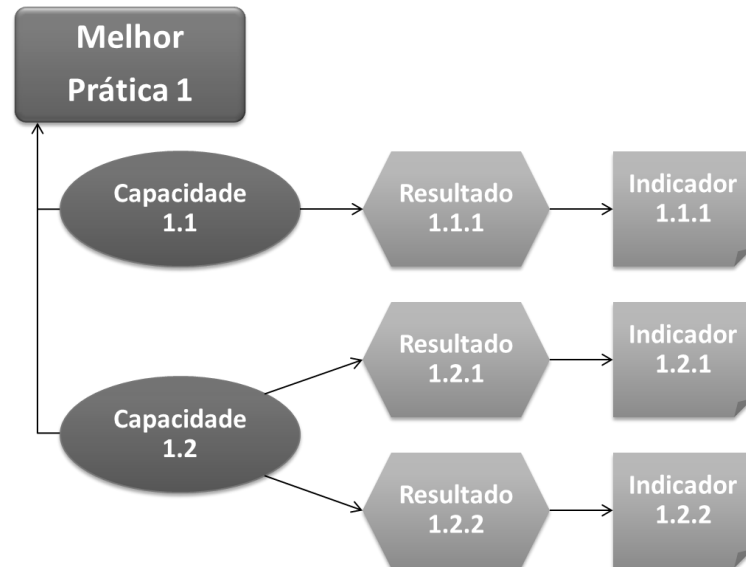 Melhor
Prática 1
Capacidade
1.1
Resultado
1.1.1
Indicador
1.1.1
Resultado
1.2.1
Indicador
1.2.1
Capacidade
1.2
Resultado
1.2.2
Indicador
1.2.2